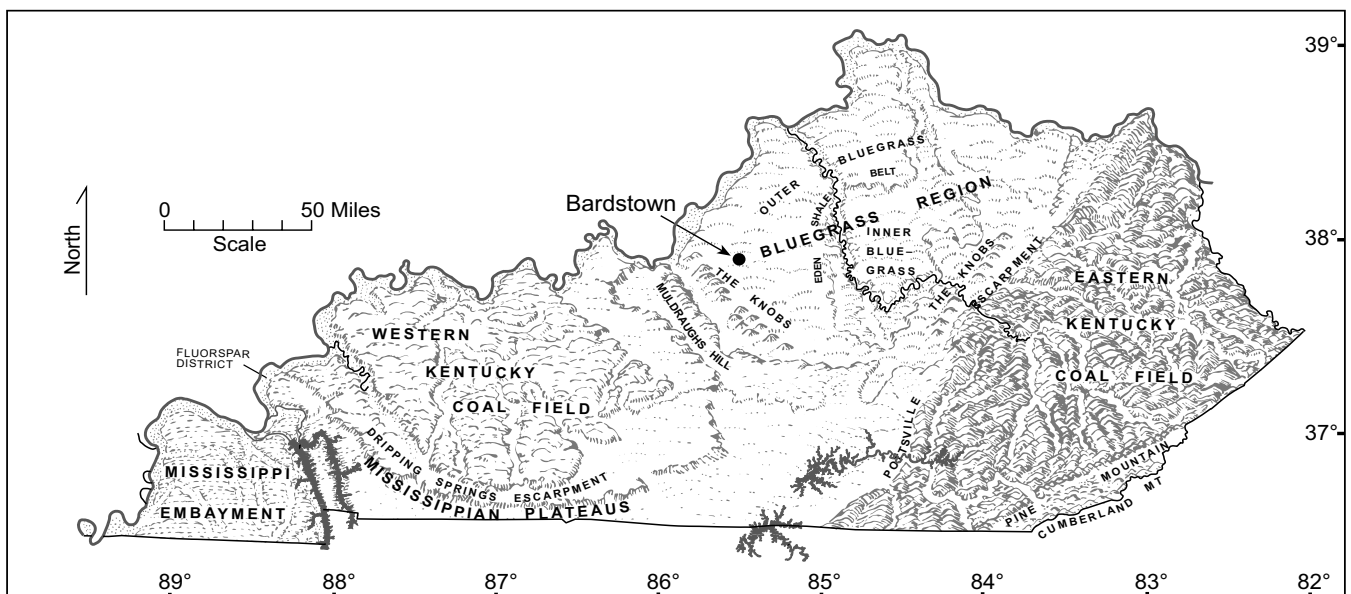 39°
BLUEGRASS
BELT
OUTER
REGION
SHALE
Bardstown
0 50 Miles
Scale
North
BLUEGRASS
INNER
BLUE–
GRASS
38°
EDEN
THE KNOBS
THE KNOBS
ESCARPMENT
EASTERN
KENTUCKY
COAL FIELD
MULDRAUGHS HILL
WESTERN
KENTUCKY
COAL FIELD
FLUORSPAR
DISTRICT
37°
DRIPPING
SPRINGS ESCARPMENT
MISSISSIPPIAN PLATEAUS
POTSVILLE
MISSISSIPPI
EMBAYMENT
PINE MOUNTAIN
CUMBERLAND MT
89° 88° 87° 86° 85° 84° 83° 82°